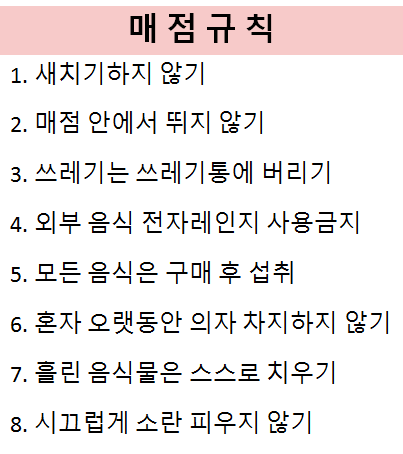 매 점 규 칙
1. 새치기하지 않기
2. 매점 안에서 뛰지 않기
3. 쓰레기는 쓰레기통에 버리기
4. 외부 음식 전자레인지 사용금지
5. 모든 음식은 구매 후 섭취
6. 혼자 오랫동안 의자 차지하지 않기
7. 흘린 음식물은 스스로 치우기
8. 시끄럽게 소란 피우지 않기